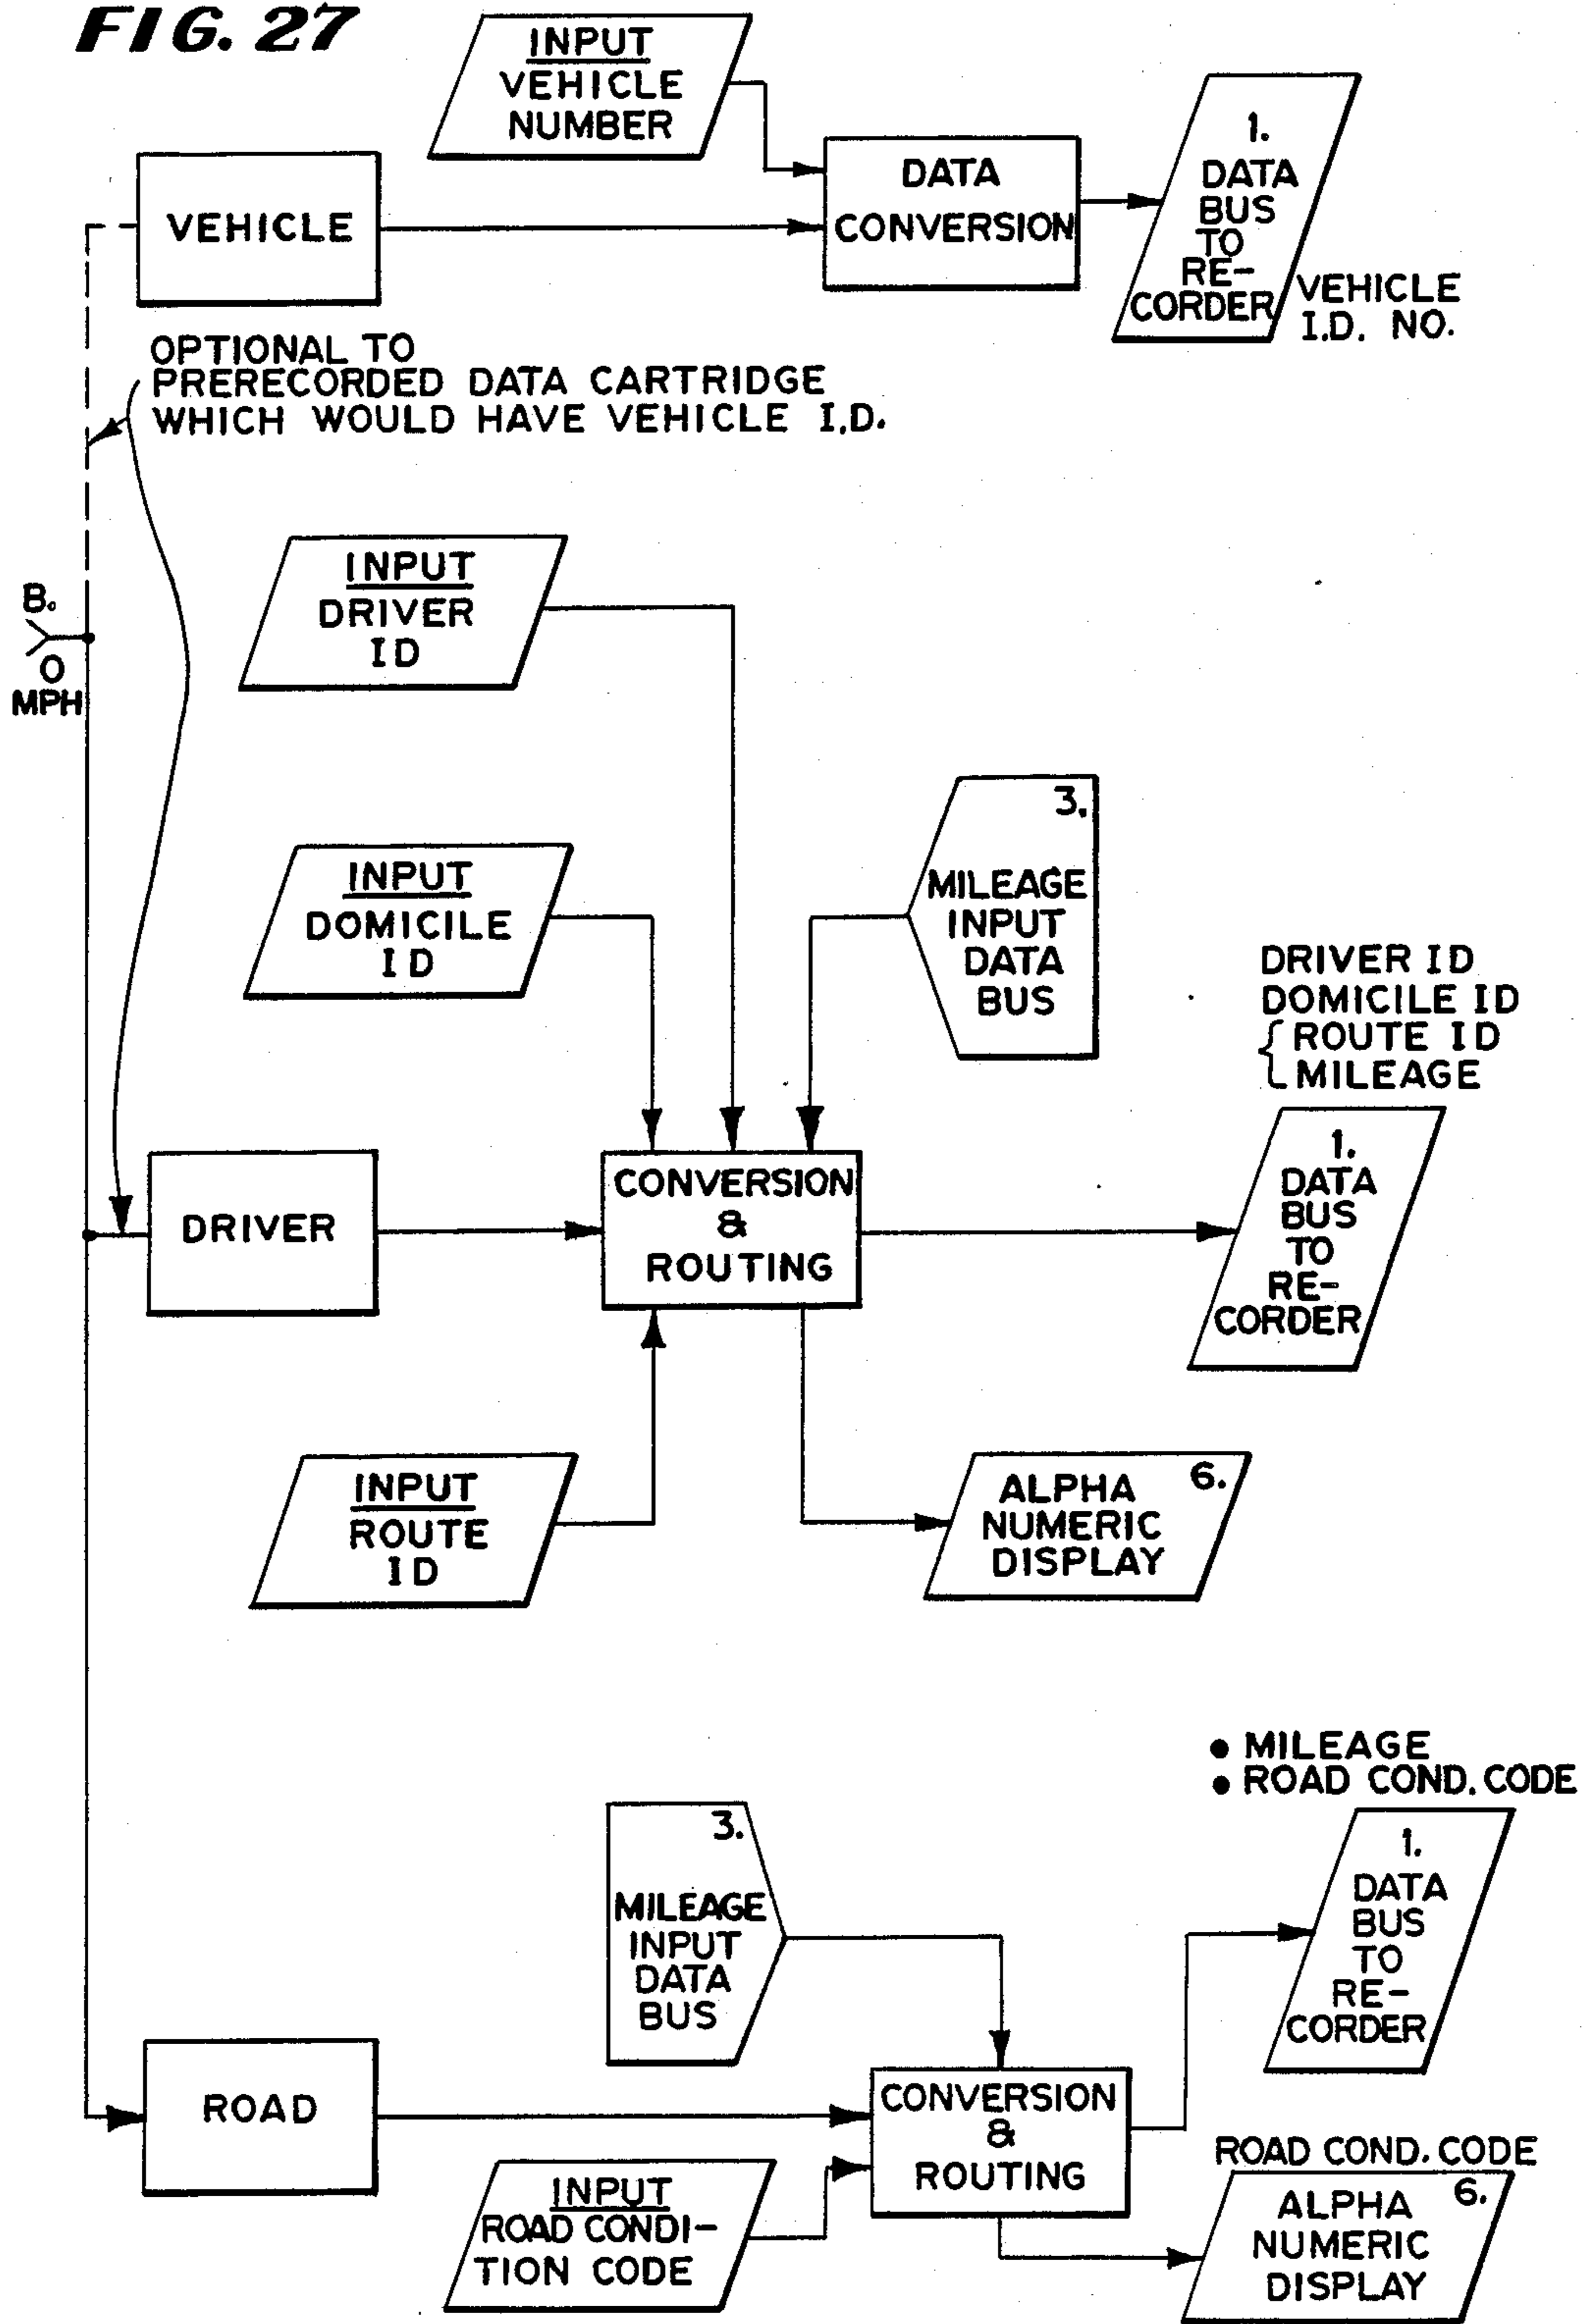 FIG. 27
INPUT
VEHICLE
NUMBER
VEHICLE
DATA
CONVERSION
1.
DATA
BUS
TO
RE-
CORDER
VEHICLE
I.D. NO.
OPTIONAL TO
PRERECORDED DATA CARTRIDGE
WHICH WOULD HAVE VEHICLE I.D.
B.
O
MPH
INPUT
DRIVER
ID
INPUT
DOMICILE
ID
3.
MILEAGE
INPUT
DATA
BUS
DRIVER ID
DOMICILE ID
{ ROUTE ID
MILEAGE
DRIVER
CONVERSION
&
ROUTING
1.
DATA
BUS
TO
RE-
CORDER
INPUT
ROUTE
ID
6.
ALPHA
NUMERIC
DISPLAY
• MILEAGE
• ROAD COND. CODE
3.
MILEAGE
INPUT
DATA
BUS
1.
DATA
BUS
TO
RE-
CORDER
ROAD
CONVERSION
&
ROUTING
INPUT
ROAD CONDI-
TION CODE
ROAD COND. CODE
6.
ALPHA
NUMERIC
DISPLAY